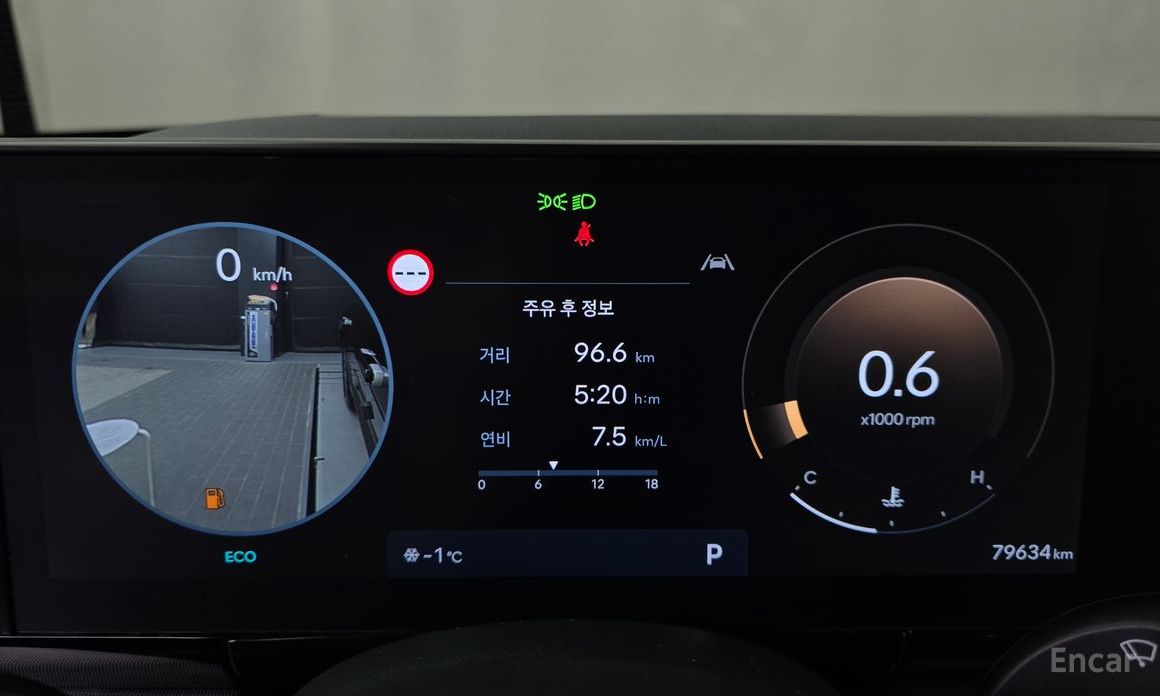 0 km/h
---
주유 후 정보
거리 96.6 km
시간 5:20 h:m
연비 7.5 km/L
0 6 12 18
0.6
x1000 rpm
C H
ECO
-1°C
P
79634 km
Encar